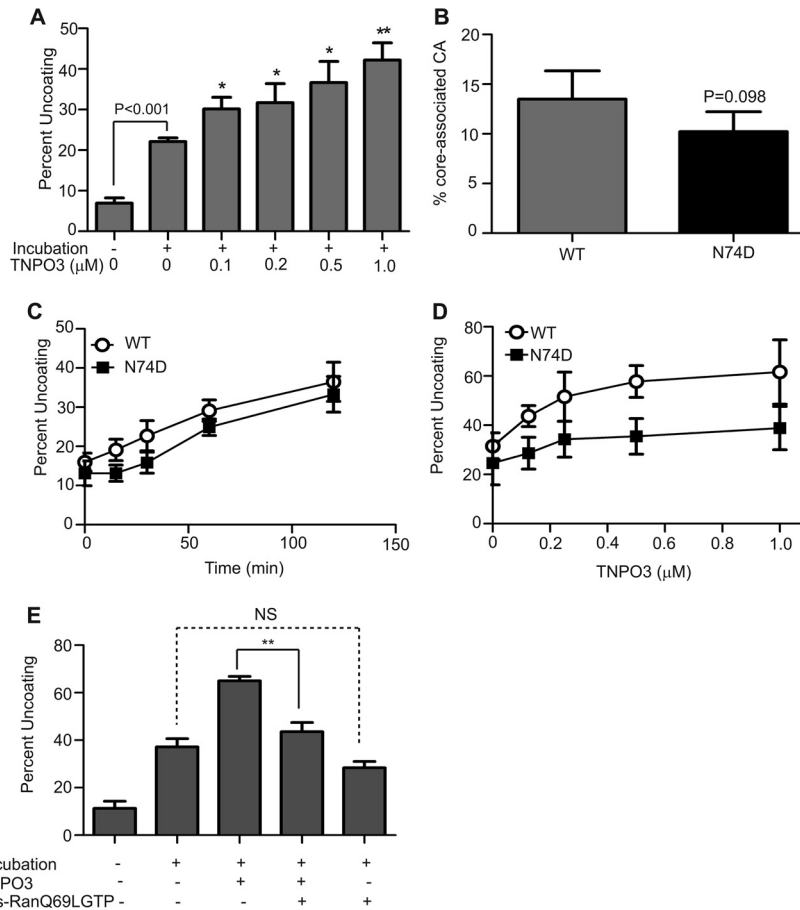 A
Percent Uncoating
50
40
30
20
10
0
P<0.001
*
*
*
**
Incubation - + + + + +
TNPO3 (μM) 0 0 0.1 0.2 0.5 1.0
B
% core-associated CA
20
15
10
5
0
P=0.098
WT N74D
C
Percent Uncoating
50
40
30
20
10
0
WT
N74D
0 50 100 150
Time (min)
D
Percent Uncoating
80
60
40
20
0
WT
N74D
0 0.2 0.4 0.6 0.8 1.0
TNPO3 (μM)
E
Percent Uncoating
80
60
40
20
0
NS
**
cubation - + + + +
PO3 - - + + -
s-RanQ69LGTP - - - + +